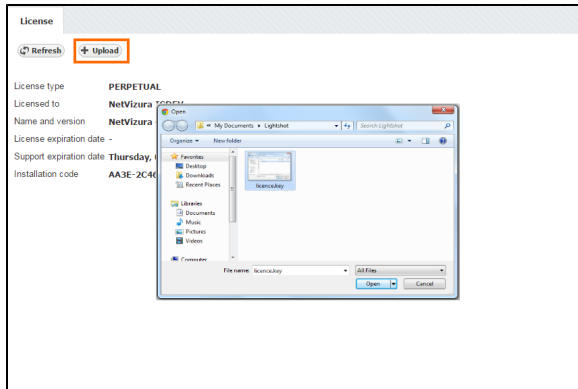 License
Refresh
Upload
License type PERPETUAL
Licensed to NetVizura
Name and version NetVizura
License expiration date -
Support expiration date Thursday,
Installation code AA3E-2C46
Open
« My Documents ▸ Lightshot
Search Lightshot
Organize
New folder
Favorites
Desktop
Downloads
Recent Places
Libraries
Documents
Music
Pictures
Videos
Computer
licence.key
File name: licence.key
All Files
Open
Cancel